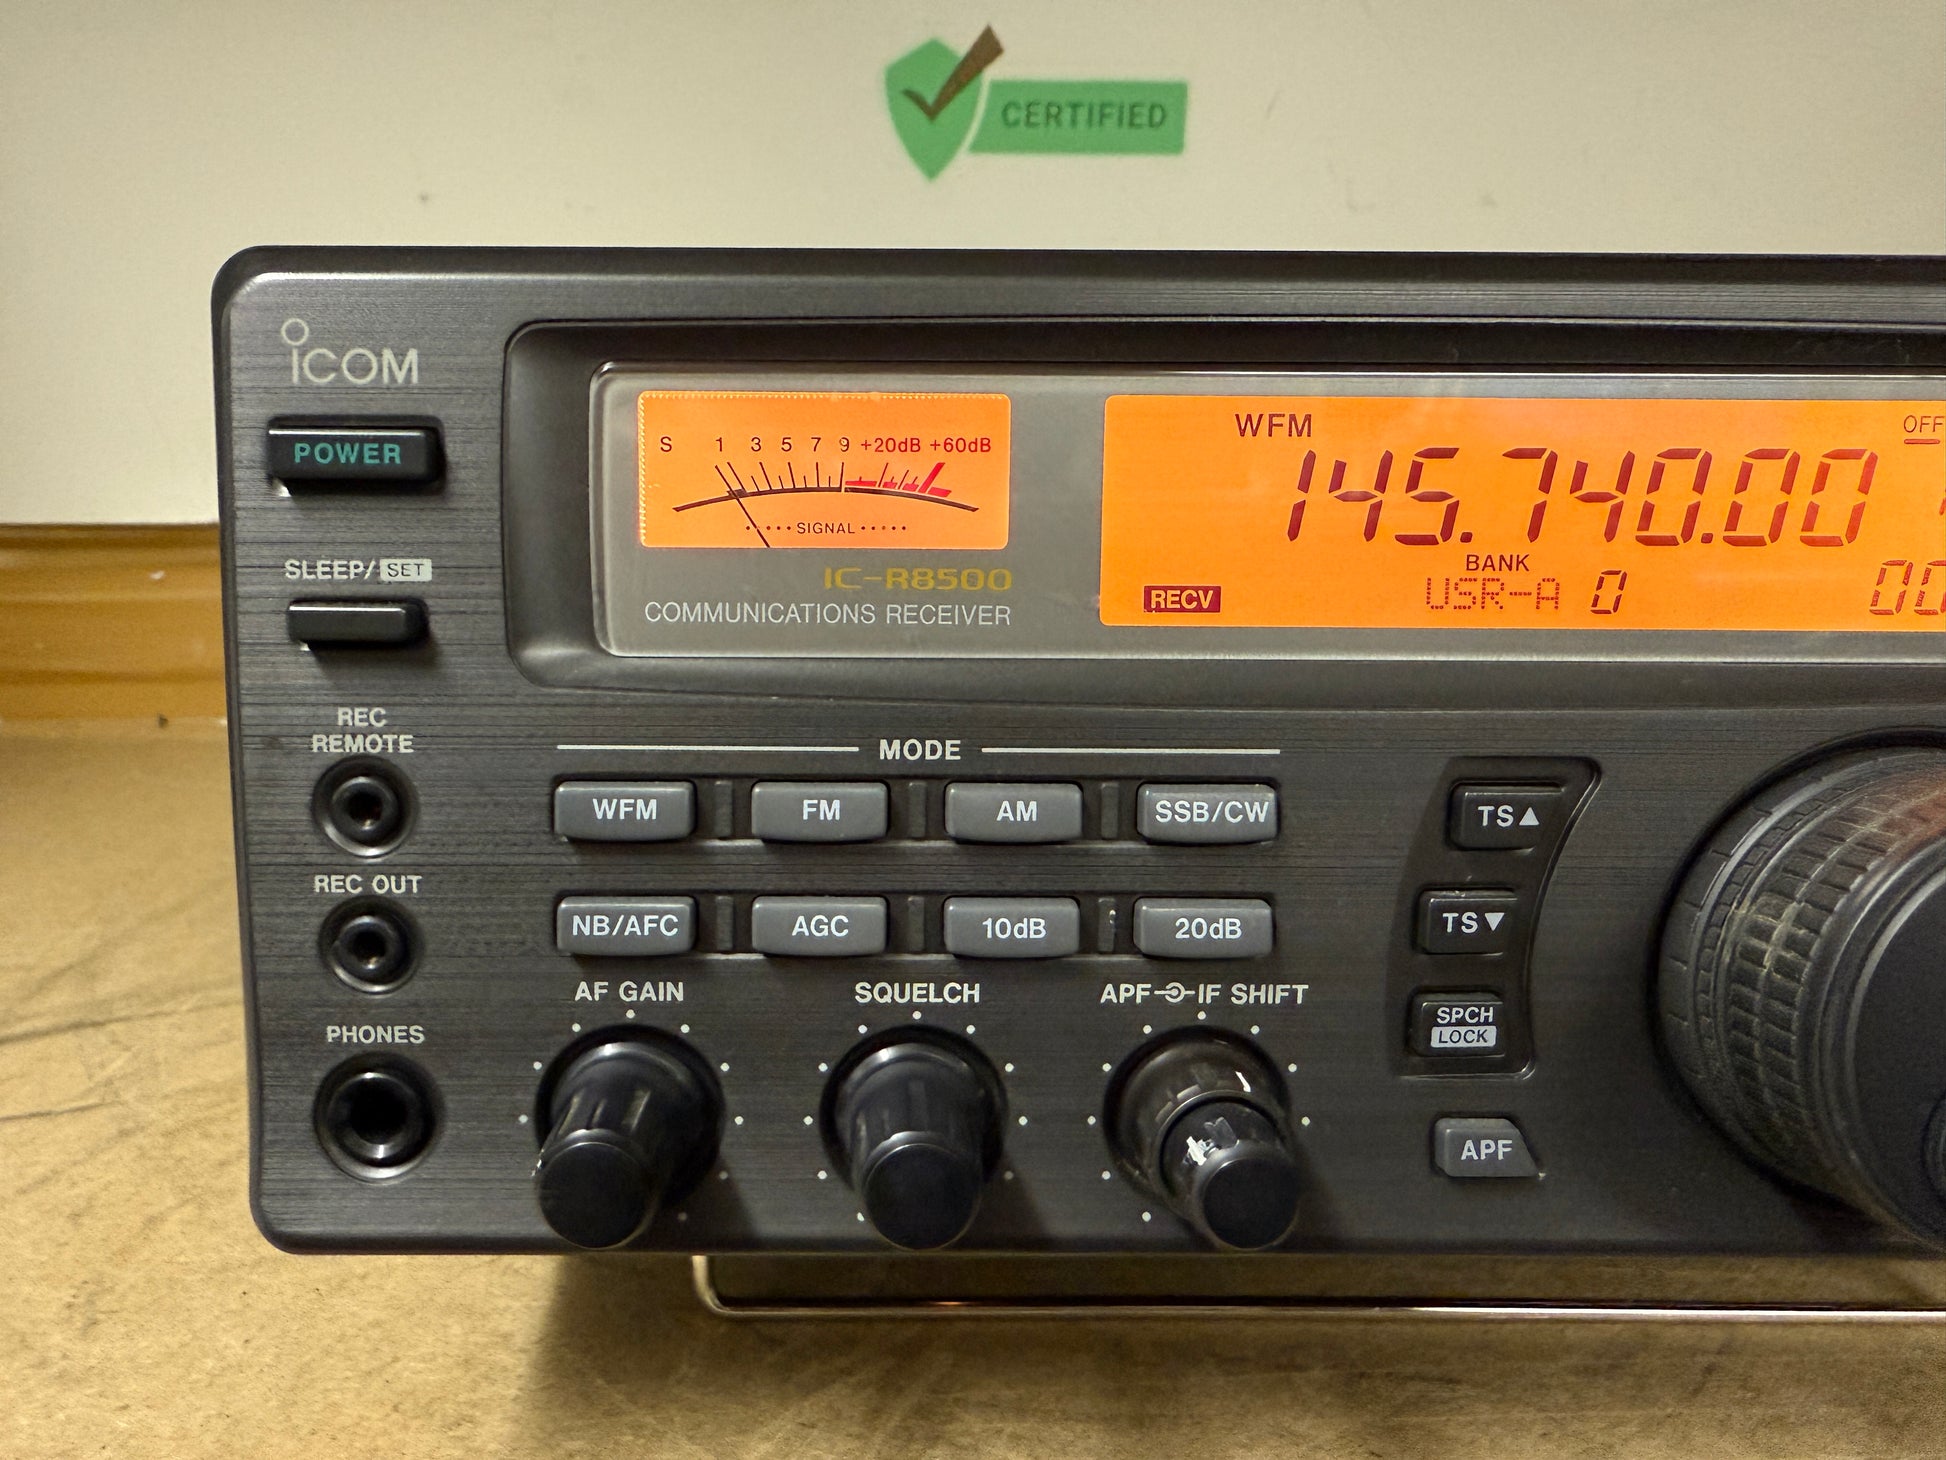 CERTIFIED
ICOM
POWER
SLEEP/SET
REC
REMOTE
REC OUT
PHONES
S 1 3 5 7 9 +20dB +60dB
SIGNAL
IC-R8500
COMMUNICATIONS RECEIVER
WFM
OFF
145.740.00
BANK
RECV
USR-A 0
00
MODE
WFM FM AM SSB/CW
NB/AFC AGC 10dB 20dB
AF GAIN SQUELCH APF IF SHIFT
TS▲
TS▼
SPCH
LOCK
APF